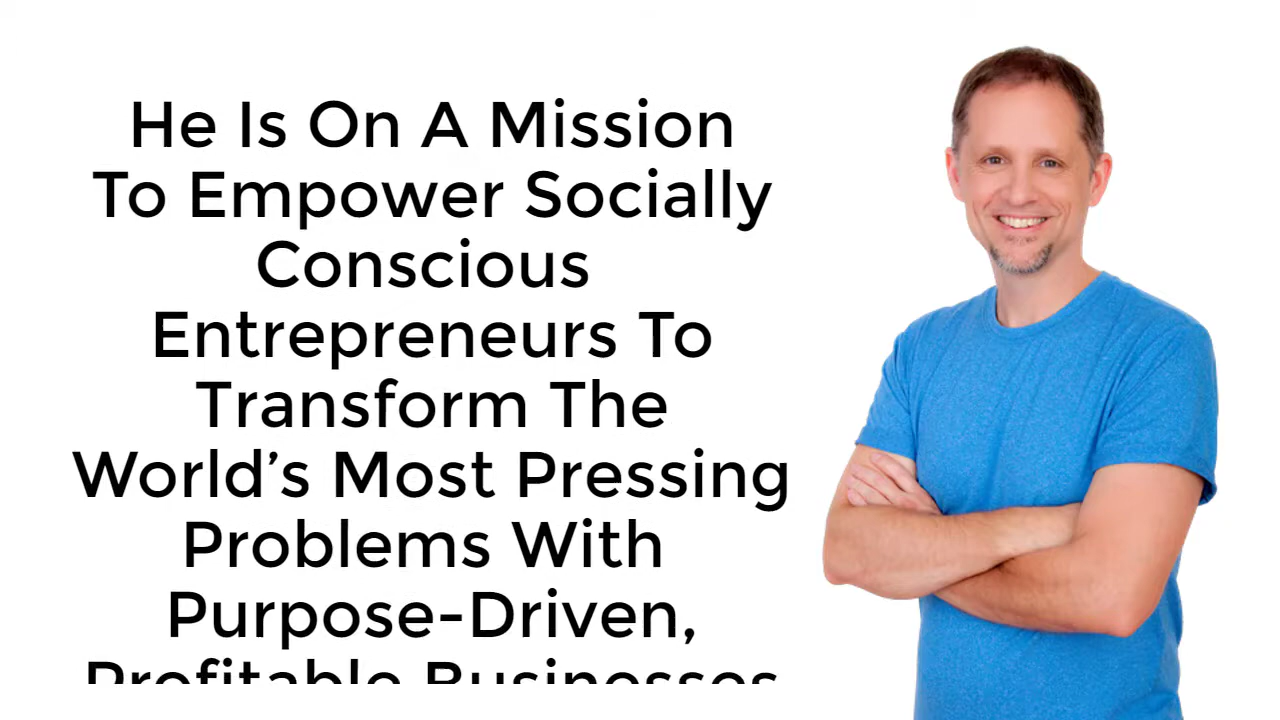 He Is On A Mission
To Empower Socially
Conscious
Entrepreneurs To
Transform The
World’s Most Pressing
Problems With
Purpose-Driven,
Profitable Businesses